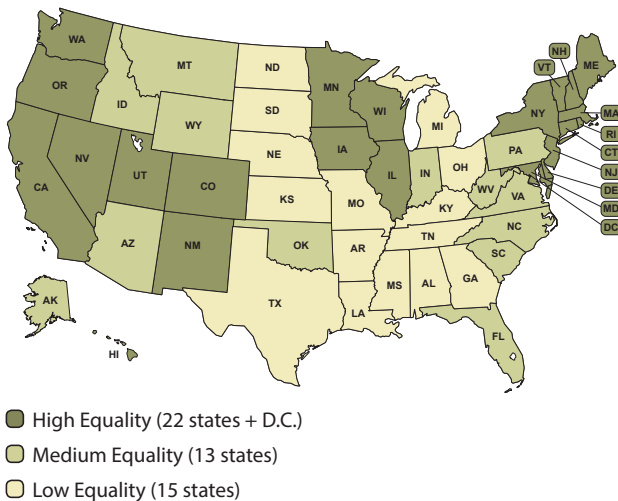 WA
OR
CA
NV
ID
MT
WY
UT
CO
AZ
NM
ND
SD
NE
KS
OK
TX
MN
IA
MO
AR
LA
WI
IL
MI
IN
OH
KY
TN
MS
AL
GA
FL
SC
NC
VA
WV
PA
NY
VT
NH
ME
MA
RI
CT
NJ
DE
MD
DC
AK
HI
High Equality (22 states + D.C.)
Medium Equality (13 states)
Low Equality (15 states)